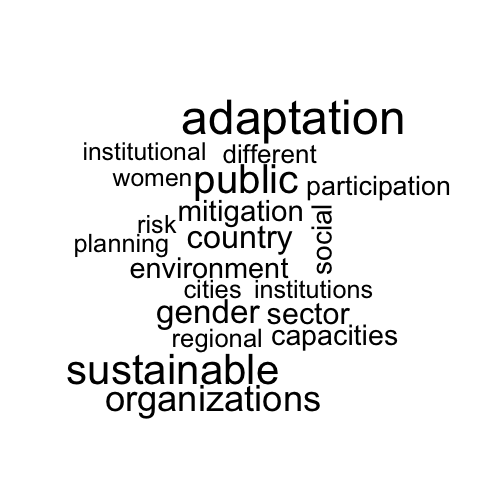 adaptation
institutional different
women public participation
mitigation
risk social
planning country
environment
cities institutions
gender sector
regional capacities
sustainable
organizations